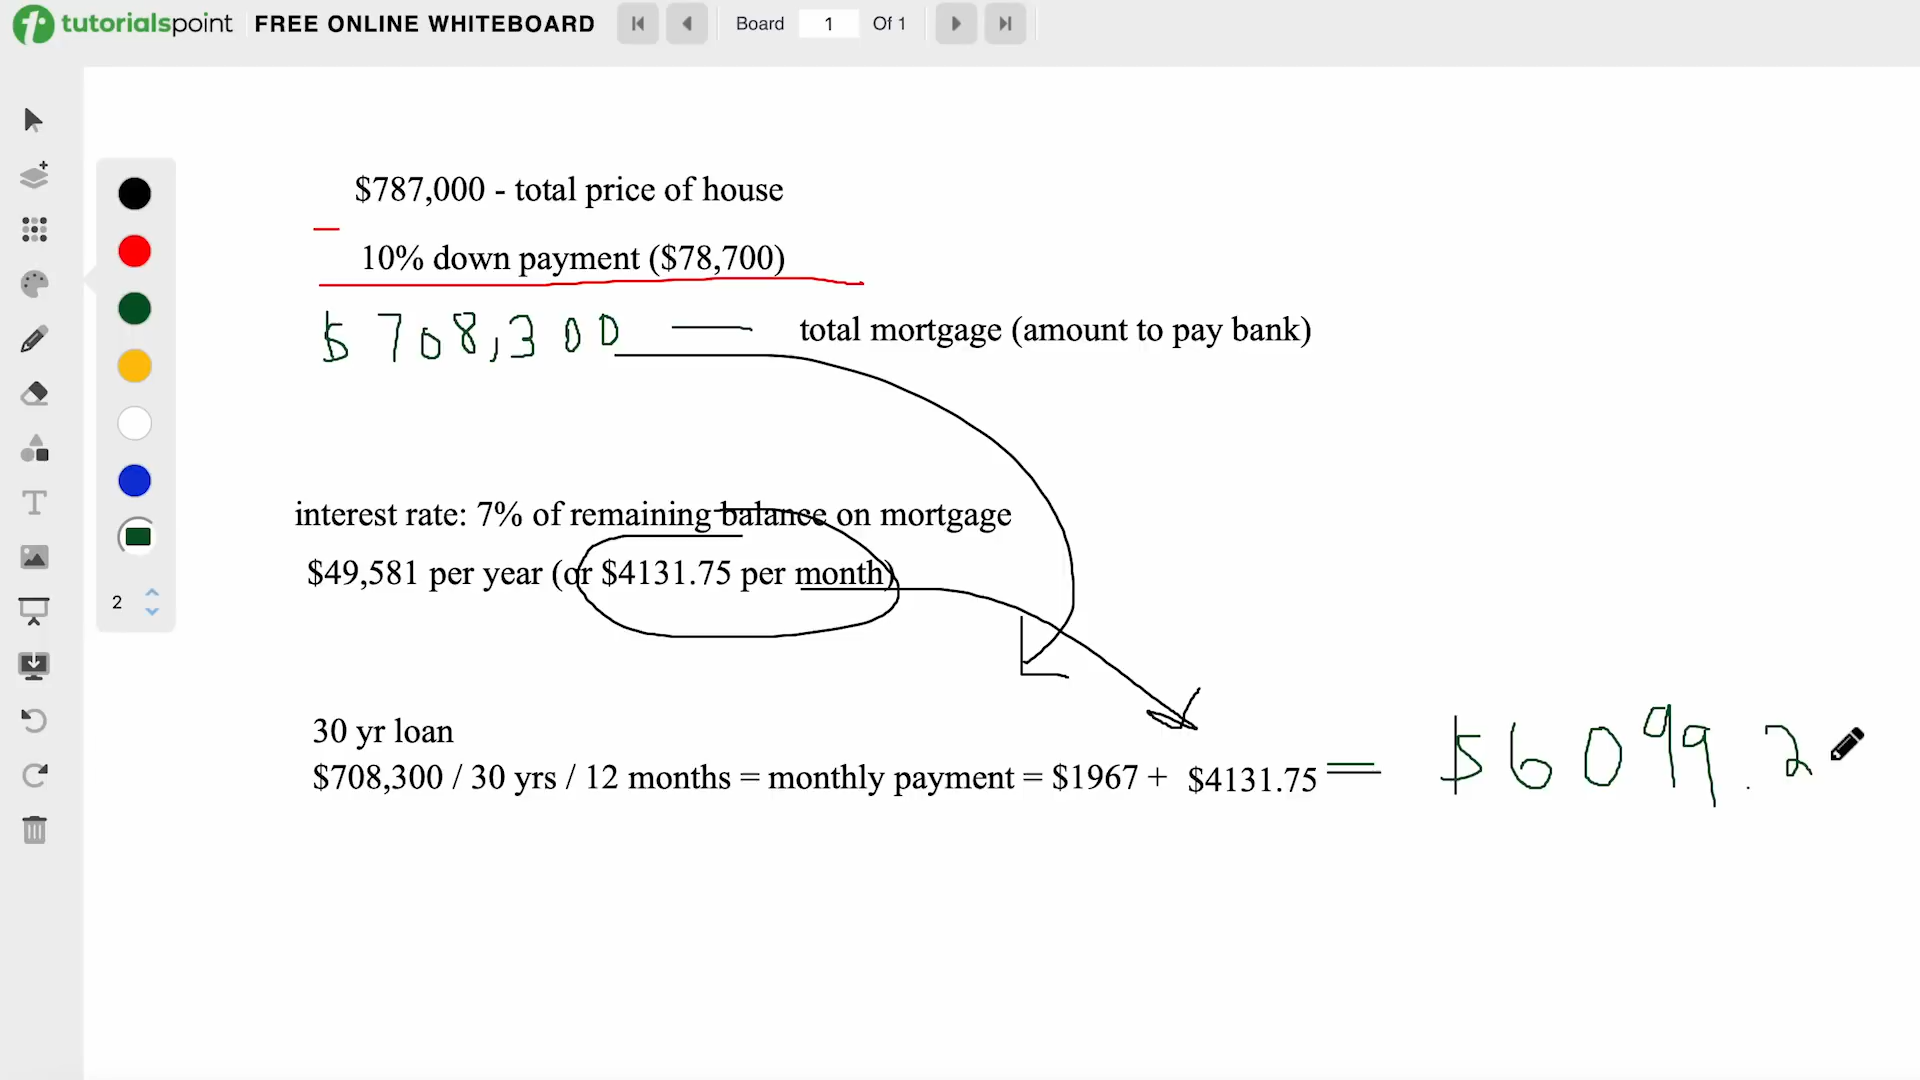 tutorialspoint FREE ONLINE WHITEBOARD Board 1 Of 1
$787,000 - total price of house
10% down payment ($78,700)
$708,300 — total mortgage (amount to pay bank)
interest rate: 7% of remaining balance on mortgage
$49,581 per year (or $4131.75 per month)
2
30 yr loan
$708,300 / 30 yrs / 12 months = monthly payment = $1967 + $4131.75 = $6099.2